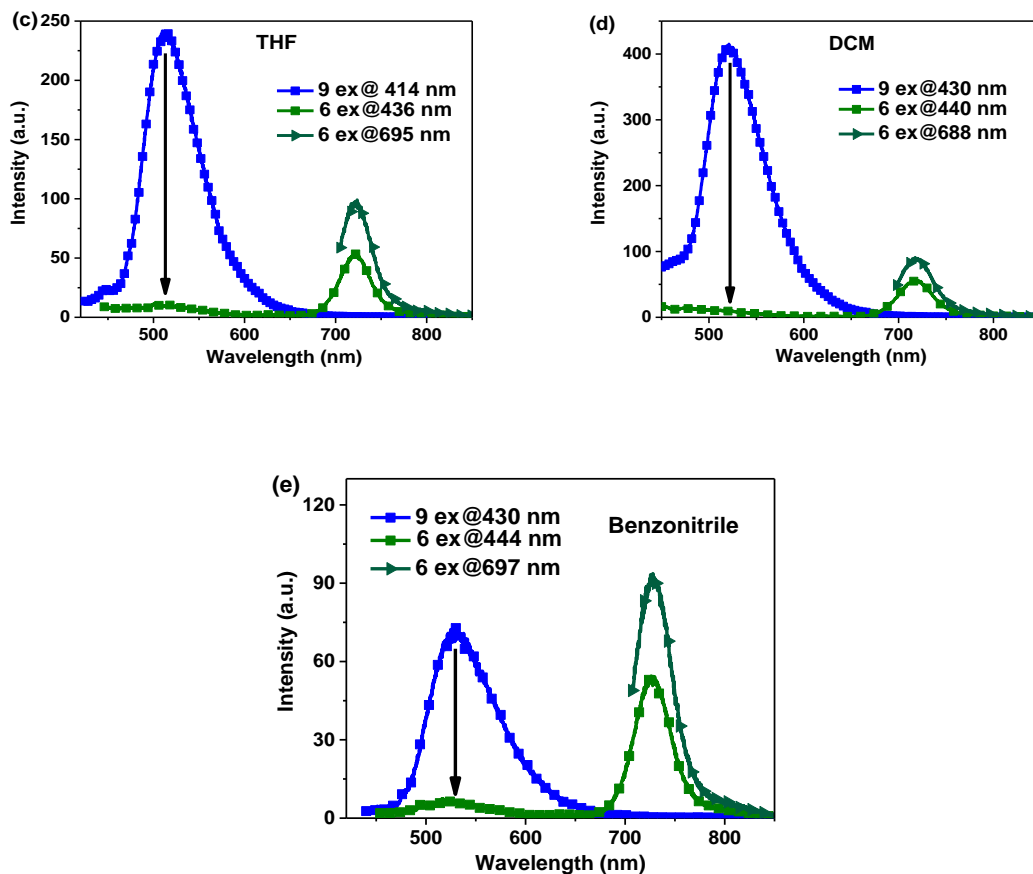 (c)
THF
9 ex@ 414 nm
6 ex@436 nm
6 ex@695 nm
Intensity (a.u.)
250
200
150
100
50
0
500 600 700 800
Wavelength (nm)
(d)
DCM
9 ex@430 nm
6 ex@440 nm
6 ex@688 nm
Intensity (a.u.)
400
300
200
100
0
500 600 700 800
Wavelength (nm)
(e)
Benzonitrile
9 ex@430 nm
6 ex@444 nm
6 ex@697 nm
Intensity (a.u.)
120
90
60
30
0
500 600 700 800
Wavelength (nm)